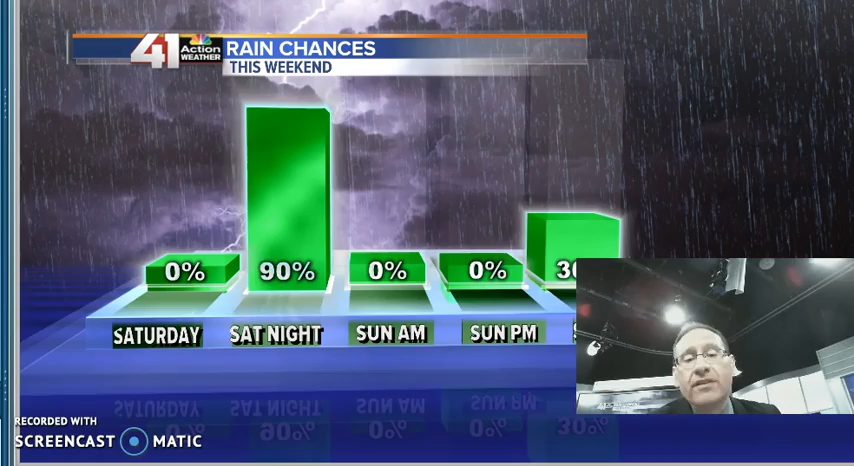 41 Action WEATHER
RAIN CHANCES
THIS WEEKEND
0% 90% 0% 0% 30%
SATURDAY SAT NIGHT SUN AM SUN PM
RECORDED WITH
SCREENCAST MATIC